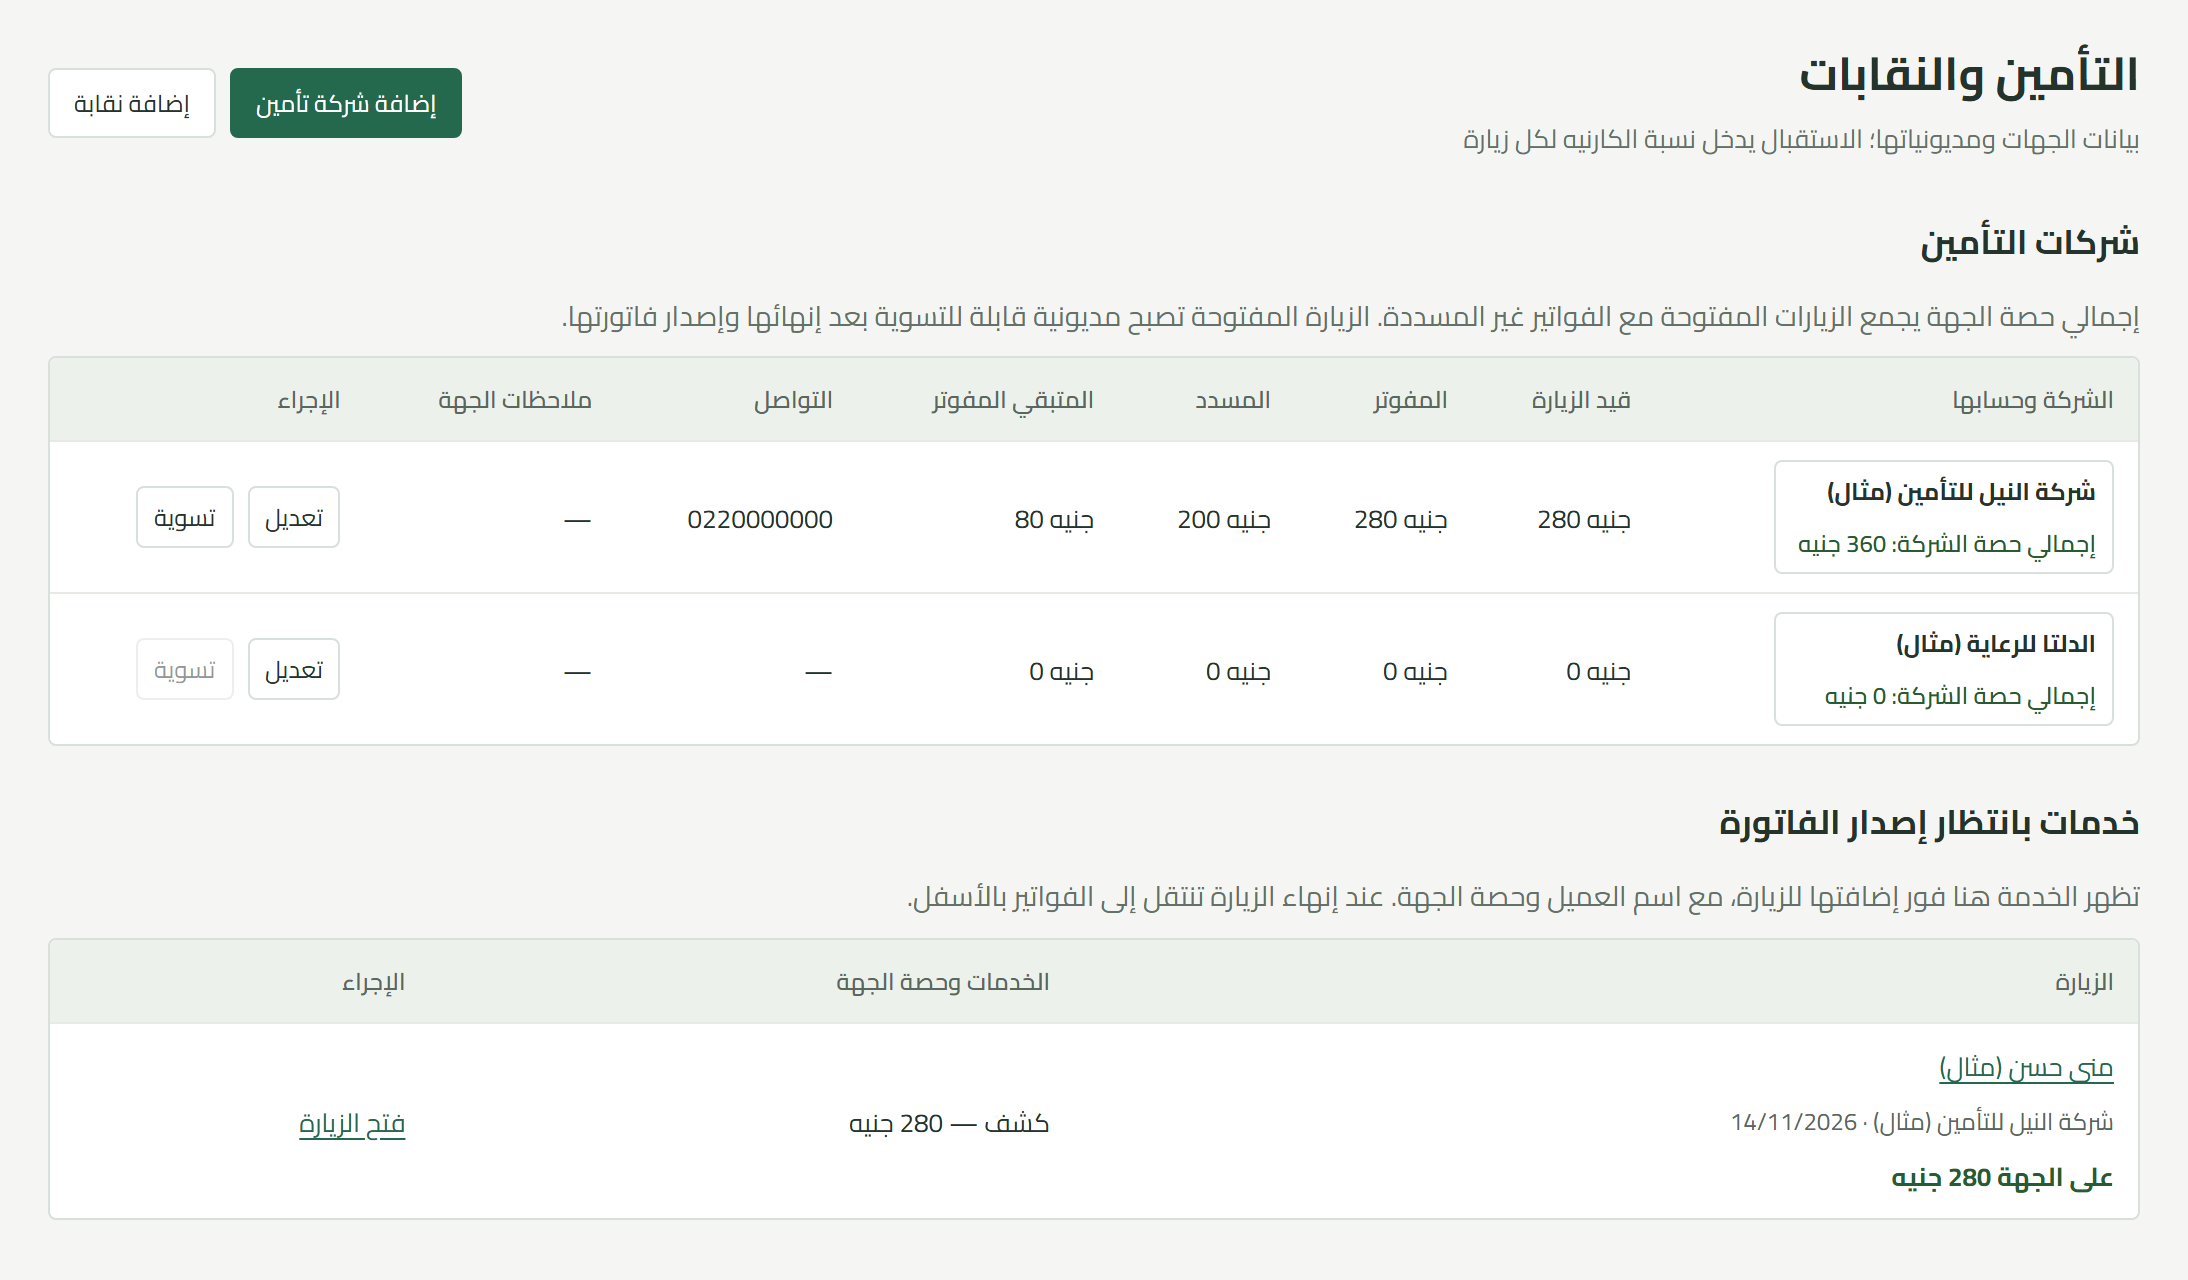 التأمين والنقابات
بيانات الجهات ومديونياتها؛ الاستقبال يدخل نسبة الكارنيه لكل زيارة
إضافة شركة تأمين
إضافة نقابة
شركات التأمين
إجمالي حصة الجهة يجمع الزيارات المفتوحة مع الفواتير غير المسددة. الزيارة المفتوحة تصبح مديونية قابلة للتسوية بعد إنهائها وإصدار فاتورتها.
الشركة وحسابها قيد الزيارة المفوتر المسدد المتبقي المفوتر التواصل ملاحظات الجهة الإجراء
شركة النيل للتأمين (مثال)
إجمالي حصة الشركة: 360 جنيه
جنيه 280 جنيه 280 جنيه 200 جنيه 80 0220000000 — تعديل تسوية
الدلتا للرعاية (مثال)
إجمالي حصة الشركة: 0 جنيه
جنيه 0 جنيه 0 جنيه 0 جنيه 0 — — تعديل تسوية
خدمات بانتظار إصدار الفاتورة
تظهر الخدمة هنا فور إضافتها للزيارة، مع اسم العميل وحصة الجهة. عند إنهاء الزيارة تنتقل إلى الفواتير بالأسفل.
الزيارة الخدمات وحصة الجهة الإجراء
منى حسن (مثال)
شركة النيل للتأمين (مثال) · 14/11/2026
على الجهة 280 جنيه
كشف — 280 جنيه
فتح الزيارة